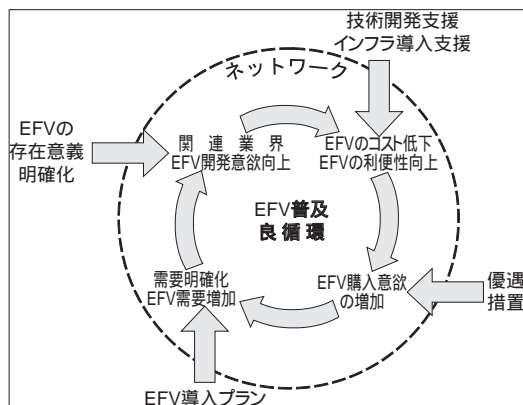 技術開発支援
インフラ導入支援
ネットワーク
EFVの
存在意義
明確化
関連業界
EFV開発意欲向上
EFVのコスト低下
EFVの利便性向上
EFV普及
良循環
需要明確化
EFV需要増加
EFV購入意欲
の増加
優遇
措置
EFV導入プラン